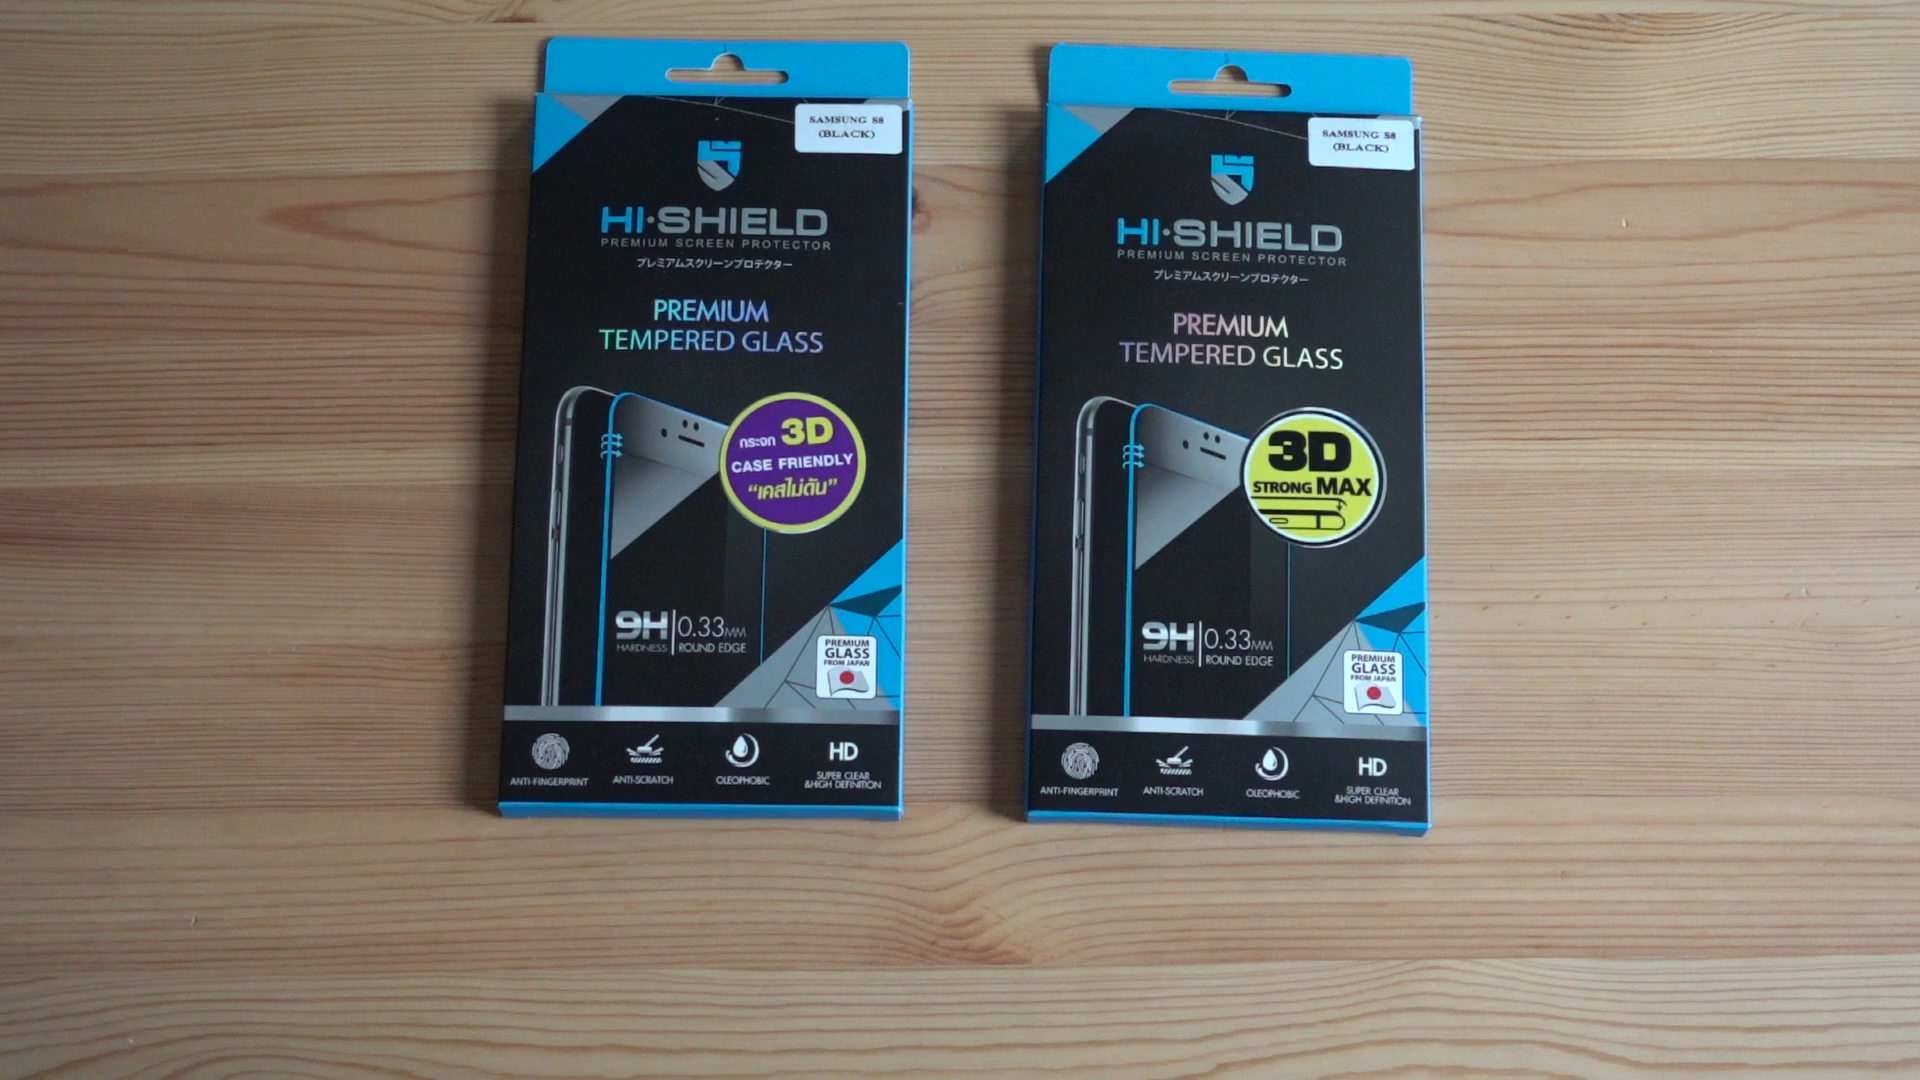 SAMSUNG S8
(BLACK)
HI·SHIELD
PREMIUM SCREEN PROTECTOR
プレミアムスクリーンプロテクター
PREMIUM
TEMPERED GLASS
กระจก 3D
CASE FRIENDLY
“เคสไม่ดัน”
9H
HARDNESS
0.33MM
ROUND EDGE
PREMIUM
GLASS
FROM JAPAN
ANTI-FINGERPRINT
ANTI-SCRATCH
OLEOPHOBIC
HD
SUPER CLEAR
&HIGH DEFINITION
SAMSUNG S8
(BLACK)
HI·SHIELD
PREMIUM SCREEN PROTECTOR
プレミアムスクリーンプロテクター
PREMIUM
TEMPERED GLASS
3D
STRONG MAX
9H
HARDNESS
0.33MM
ROUND EDGE
PREMIUM
GLASS
FROM JAPAN
ANTI-FINGERPRINT
ANTI-SCRATCH
OLEOPHOBIC
HD
SUPER CLEAR
&HIGH DEFINITION